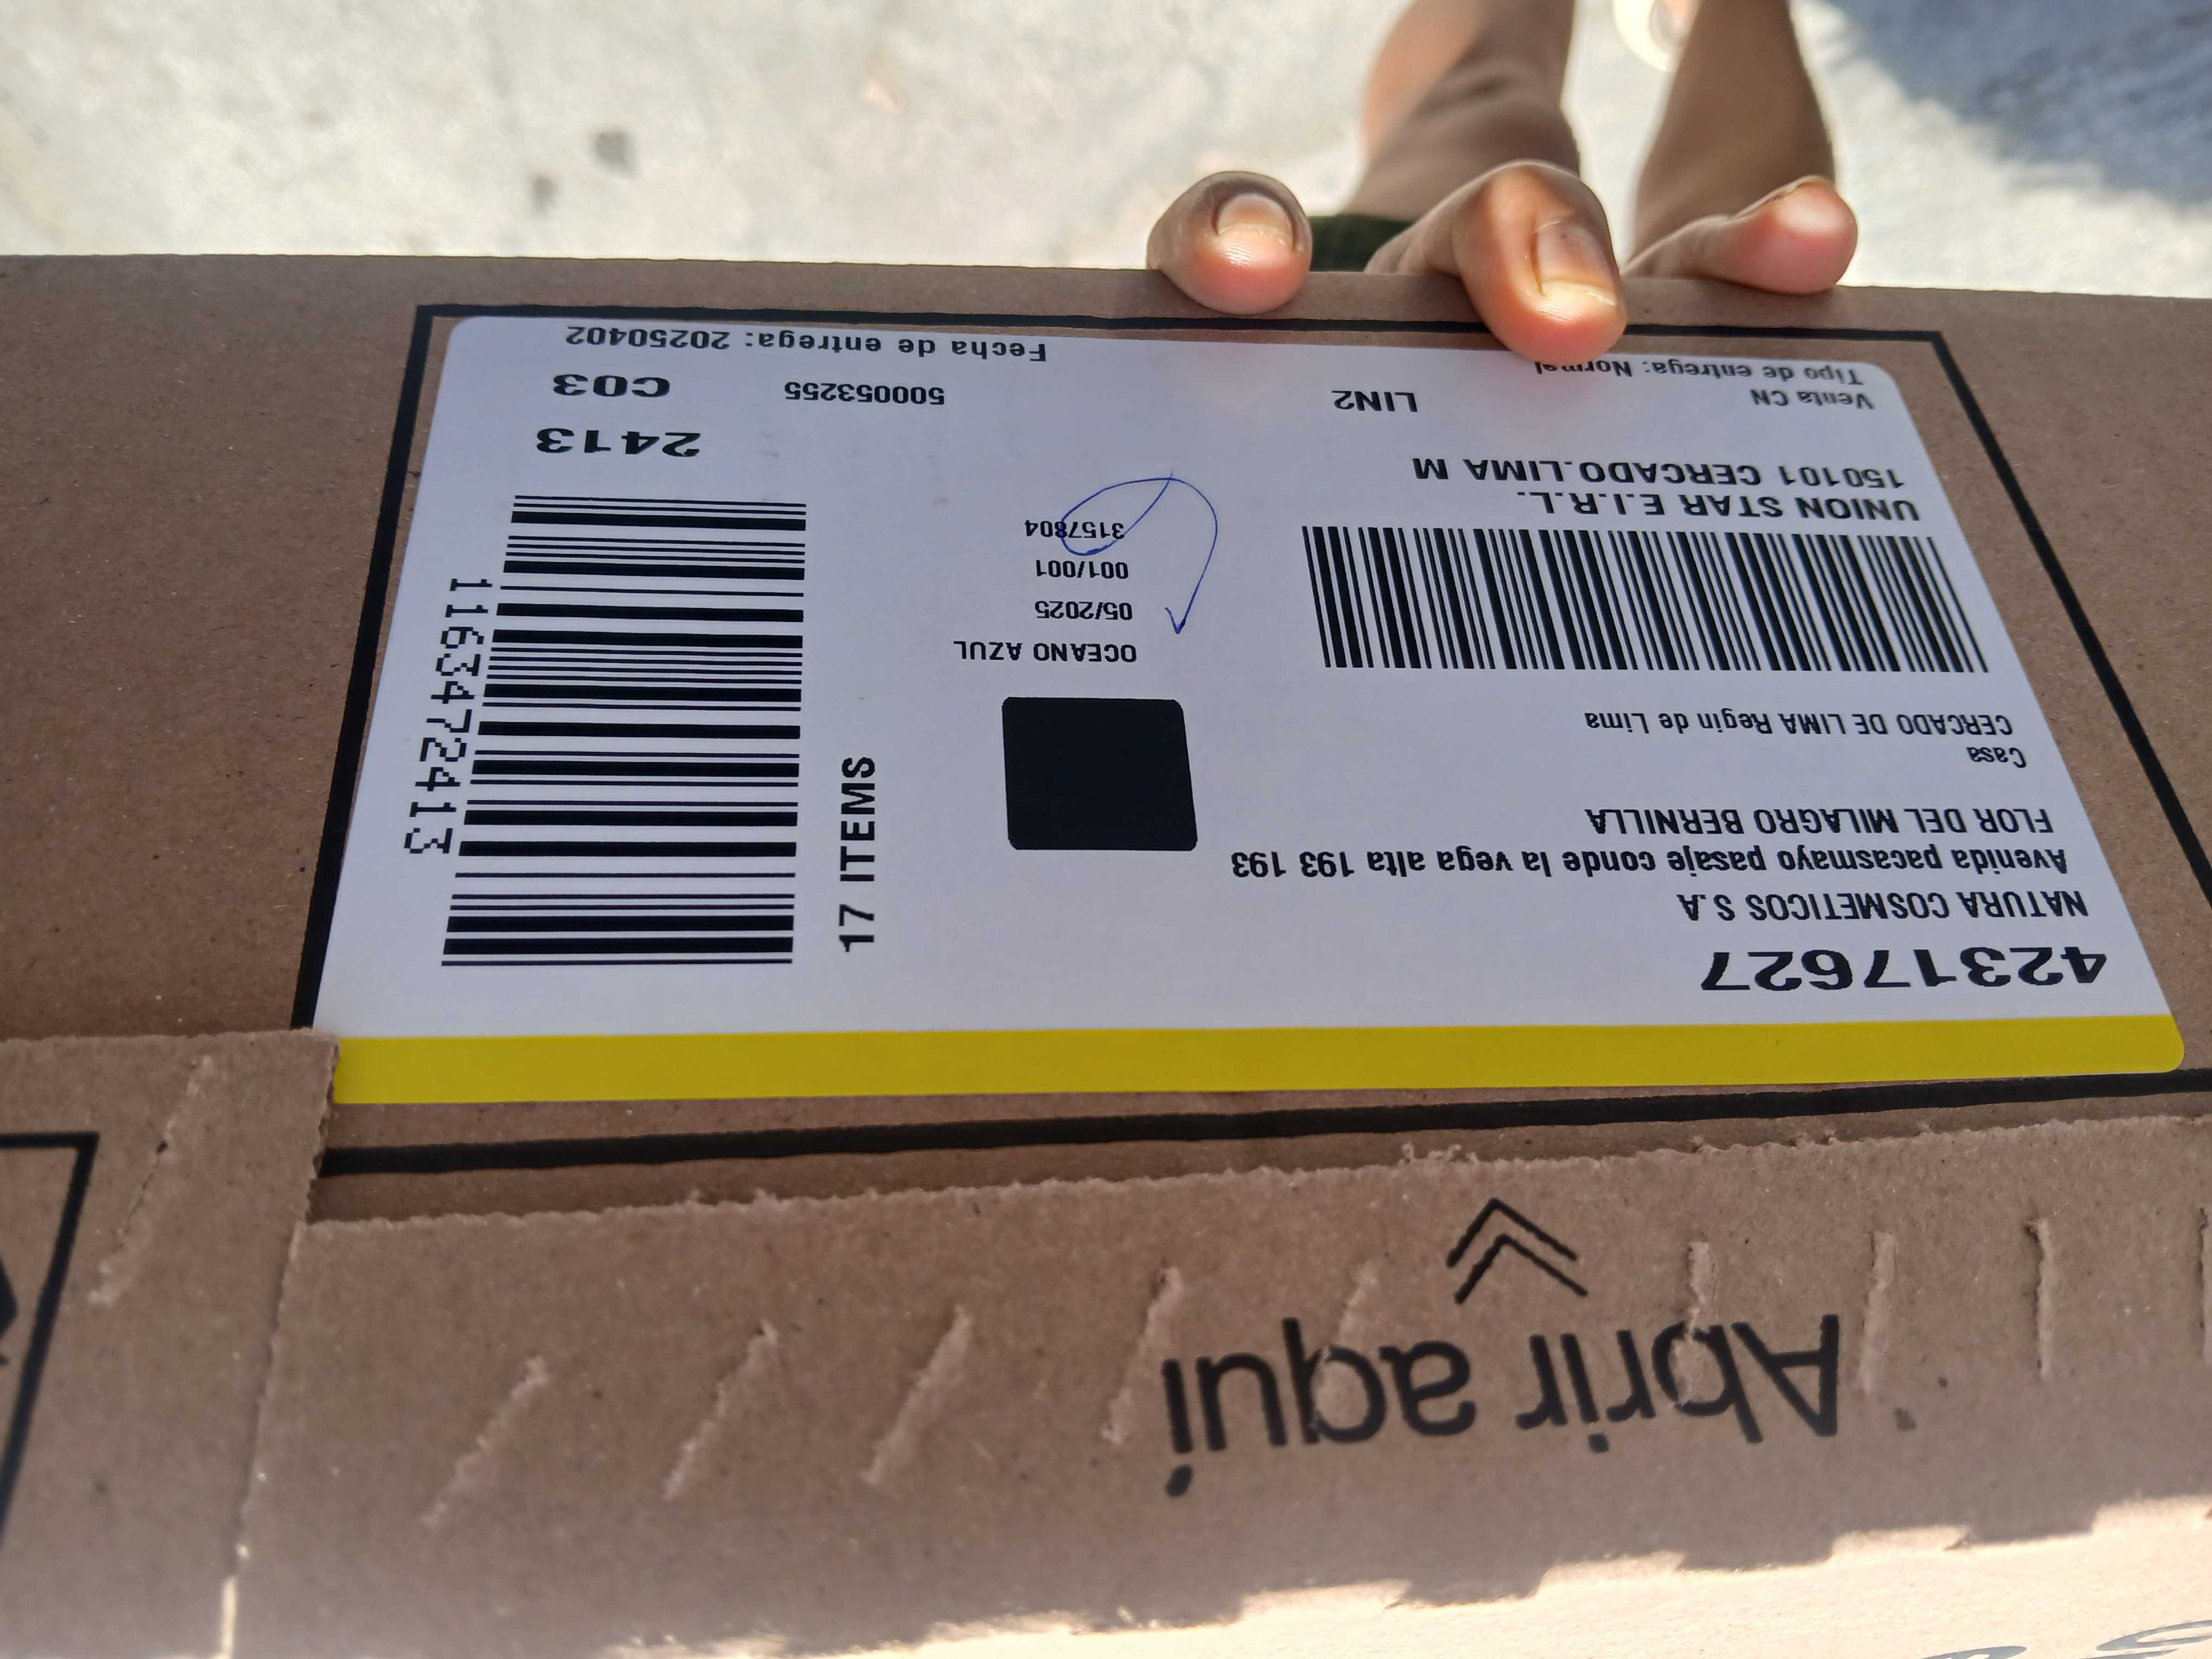 42317627
NATURA COSMETICOS S.A
Avenida pacasmayo pasaje conde la vega alta 193 193
FLOR DEL MILAGRO BERNILLA
Casa
CERCADO DE LIMA Regin de Lima
UNION STAR E.I.R.L.
150101 CERCADO.LIMA M
Venta CN
LIN2
Tipo de entrega: Normal
OCEANO AZUL
05/2025
001/001
3157804
17 ITEMS
1163472413
2413
500053255
C03
Fecha de entrega: 20250402
Abrir aquí